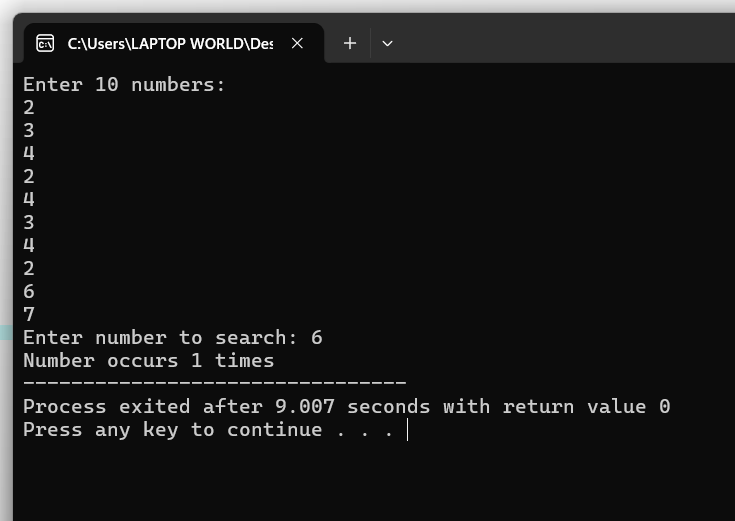 C:\Users\LAPTOP WORLD\Des
Enter 10 numbers:
2
3
4
2
4
3
4
2
6
7
Enter number to search: 6
Number occurs 1 times
--------------------------------
Process exited after 9.007 seconds with return value 0
Press any key to continue . . .